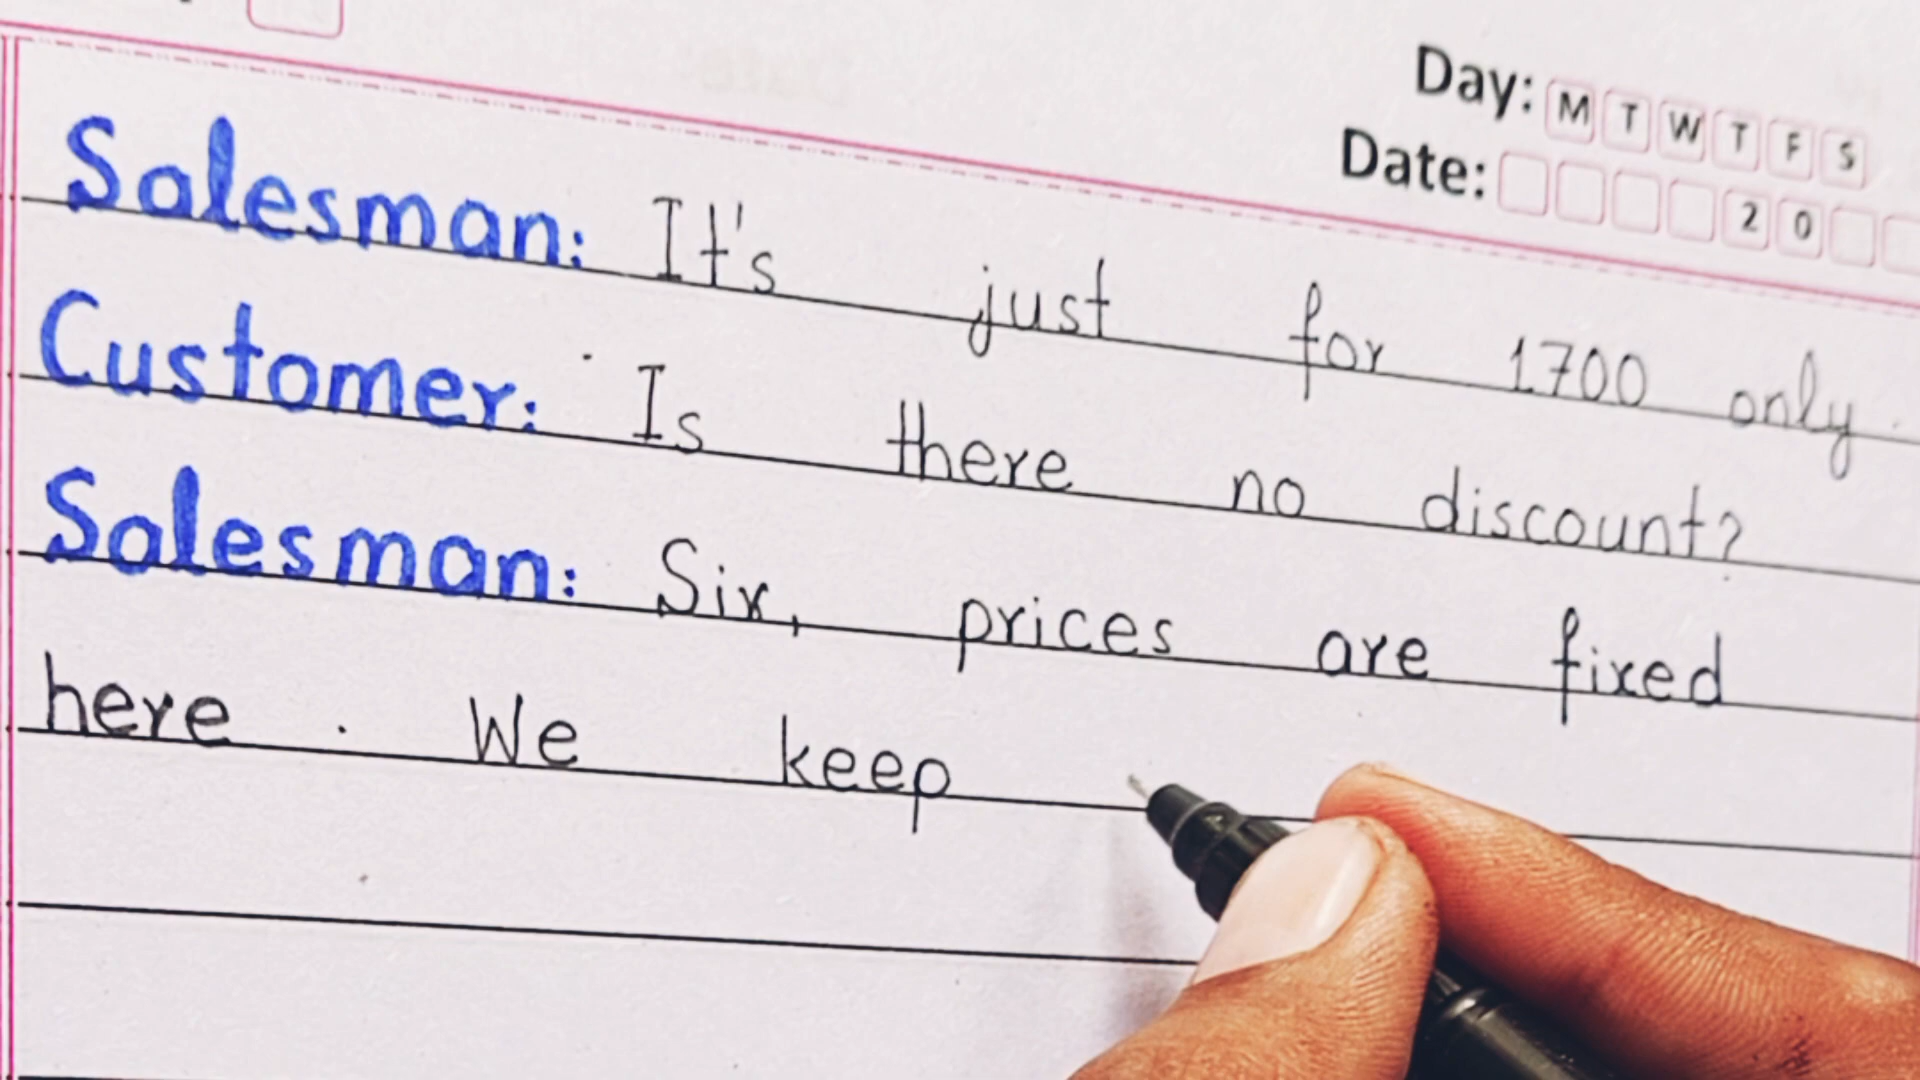 Day: M T W T F S
Date: 2 0
Salesman: It's just for 1700 only.
Customer: Is there no discount?
Salesman: Sir, prices are fixed
here. We keep